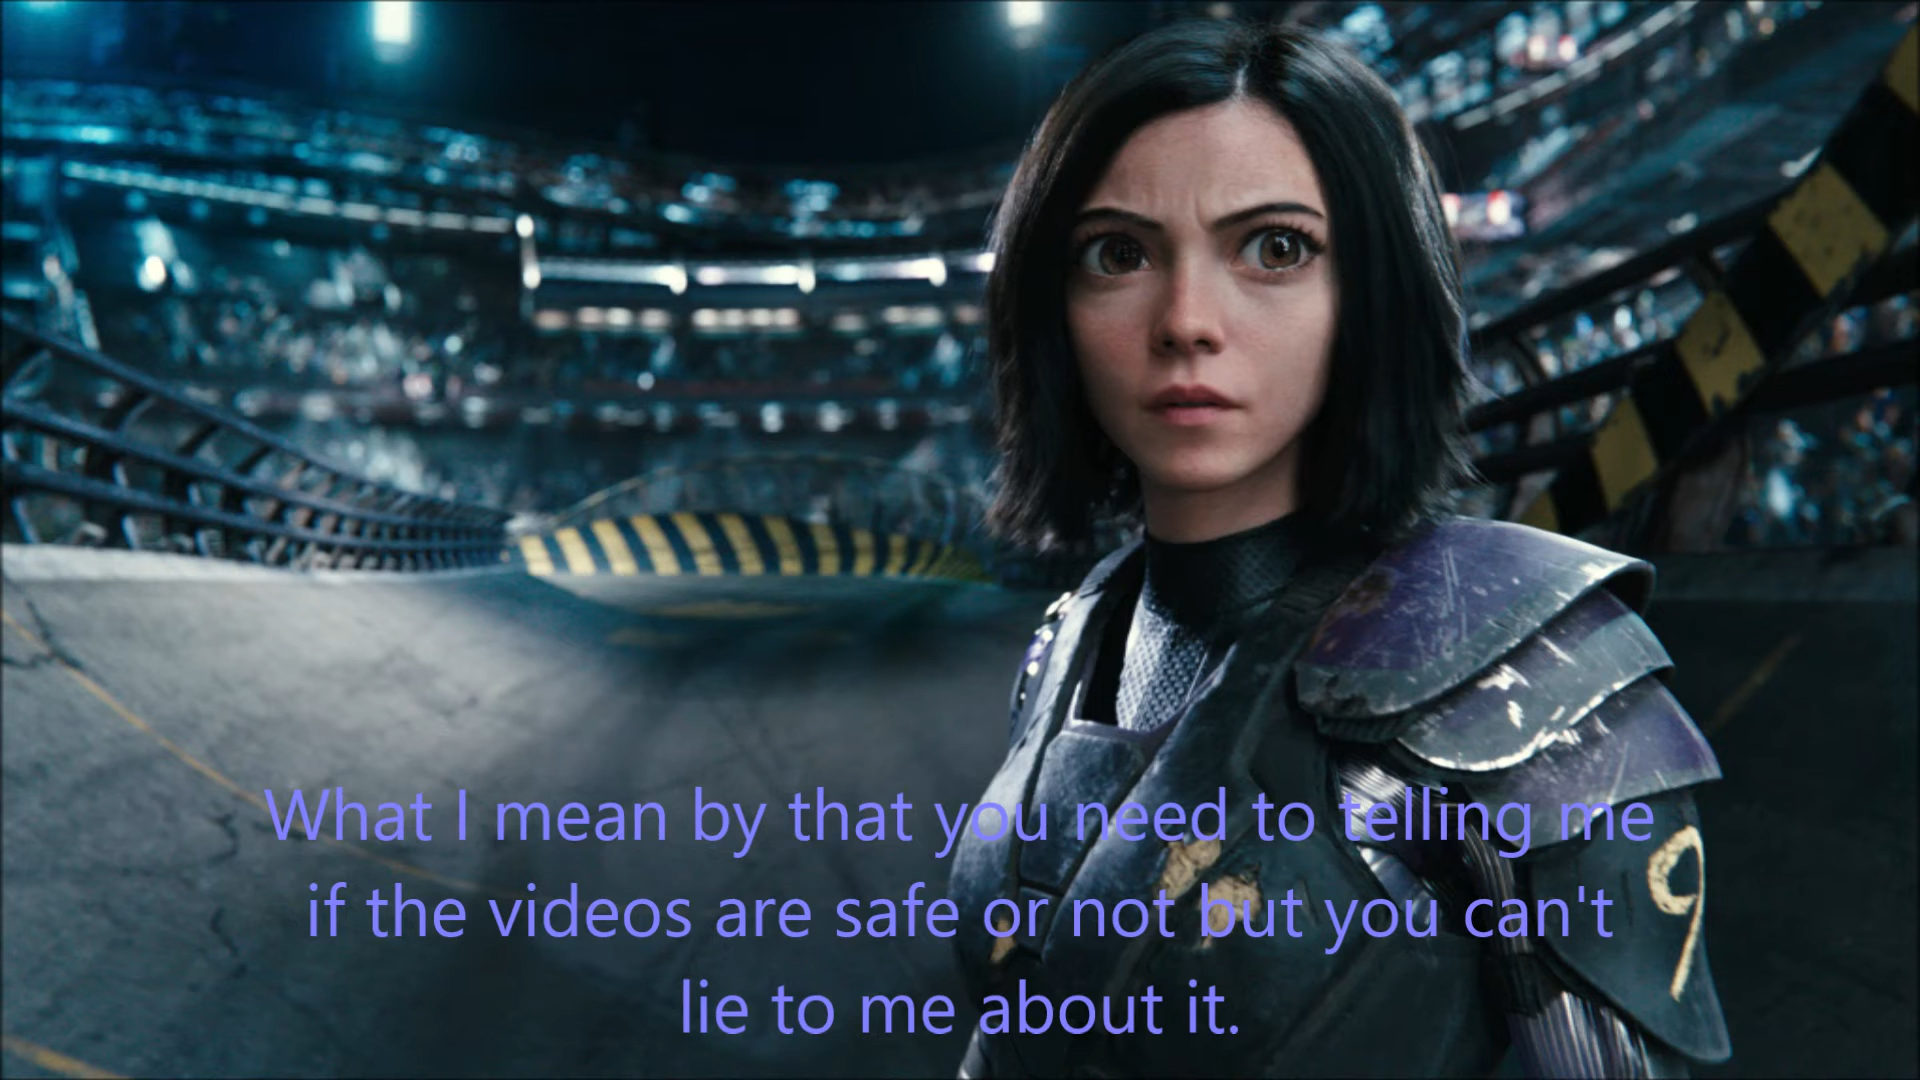 What I mean by that you need to telling me
if the videos are safe or not but you can't
lie to me about it.
9